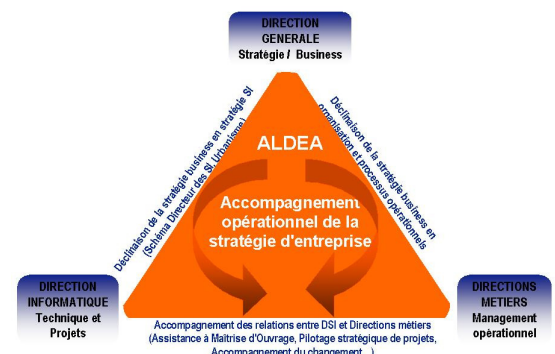 DIRECTION
GENERALE
Stratégie / Business
Déclinaison de la stratégie business en stratégie SI
(Schéma Directeur des SI, Urbanisme)
Déclinaison de la stratégie business en
organisation et processus opérationnels
ALDEA
Accompagnement
opérationnel de la
stratégie d'entreprise
DIRECTION
INFORMATIQUE
Technique et
Projets
DIRECTIONS
METIERS
Management
opérationnel
Accompagnement des relations entre DSI et Directions métiers
(Assistance à Maîtrise d'Ouvrage, Pilotage stratégique de projets,
Accompagnement du changement...)